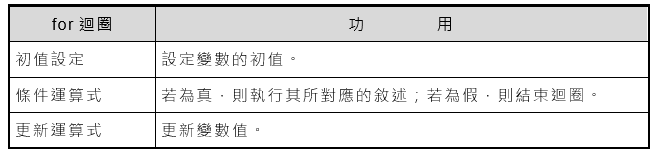 for 迴圈 功 用
初值設定 設定變數的初值。
條件運算式 若為真，則執行其所對應的敘述；若為假，則結束迴圈。
更新運算式 更新變數值。